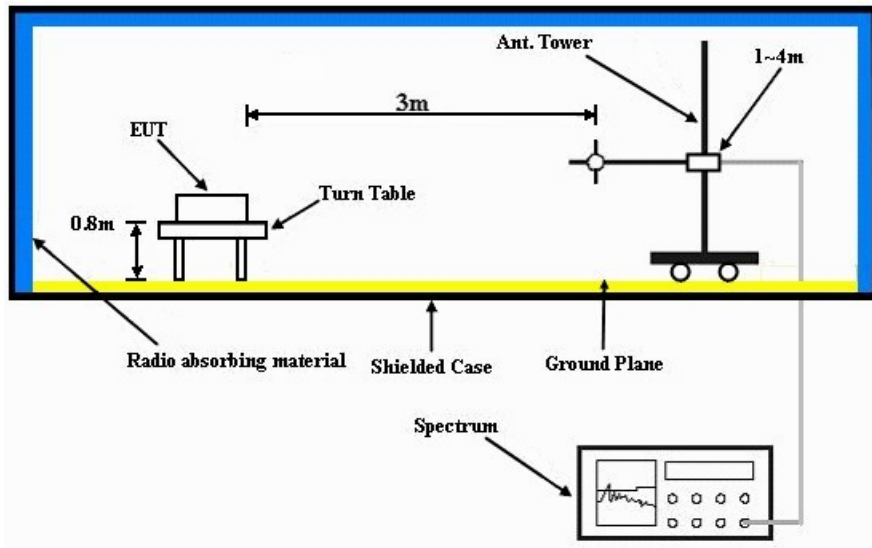 Ant. Tower
1~4m
3m
EUT
Turn Table
0.8m
Radio absorbing material
Shielded Case
Ground Plane
Spectrum